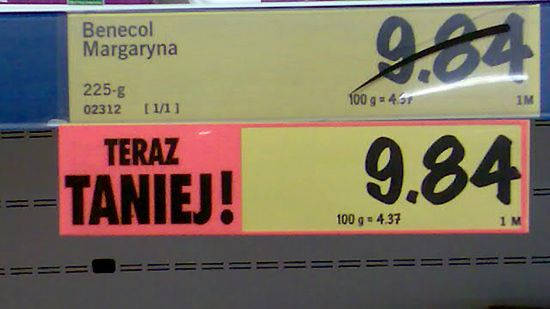 Benecol
Margaryna
9.84
225-g
02312 [ 1/1 ]
100 g = 4.37
1M
TERAZ
TANIEJ!
9.84
100 g = 4.37
1 M